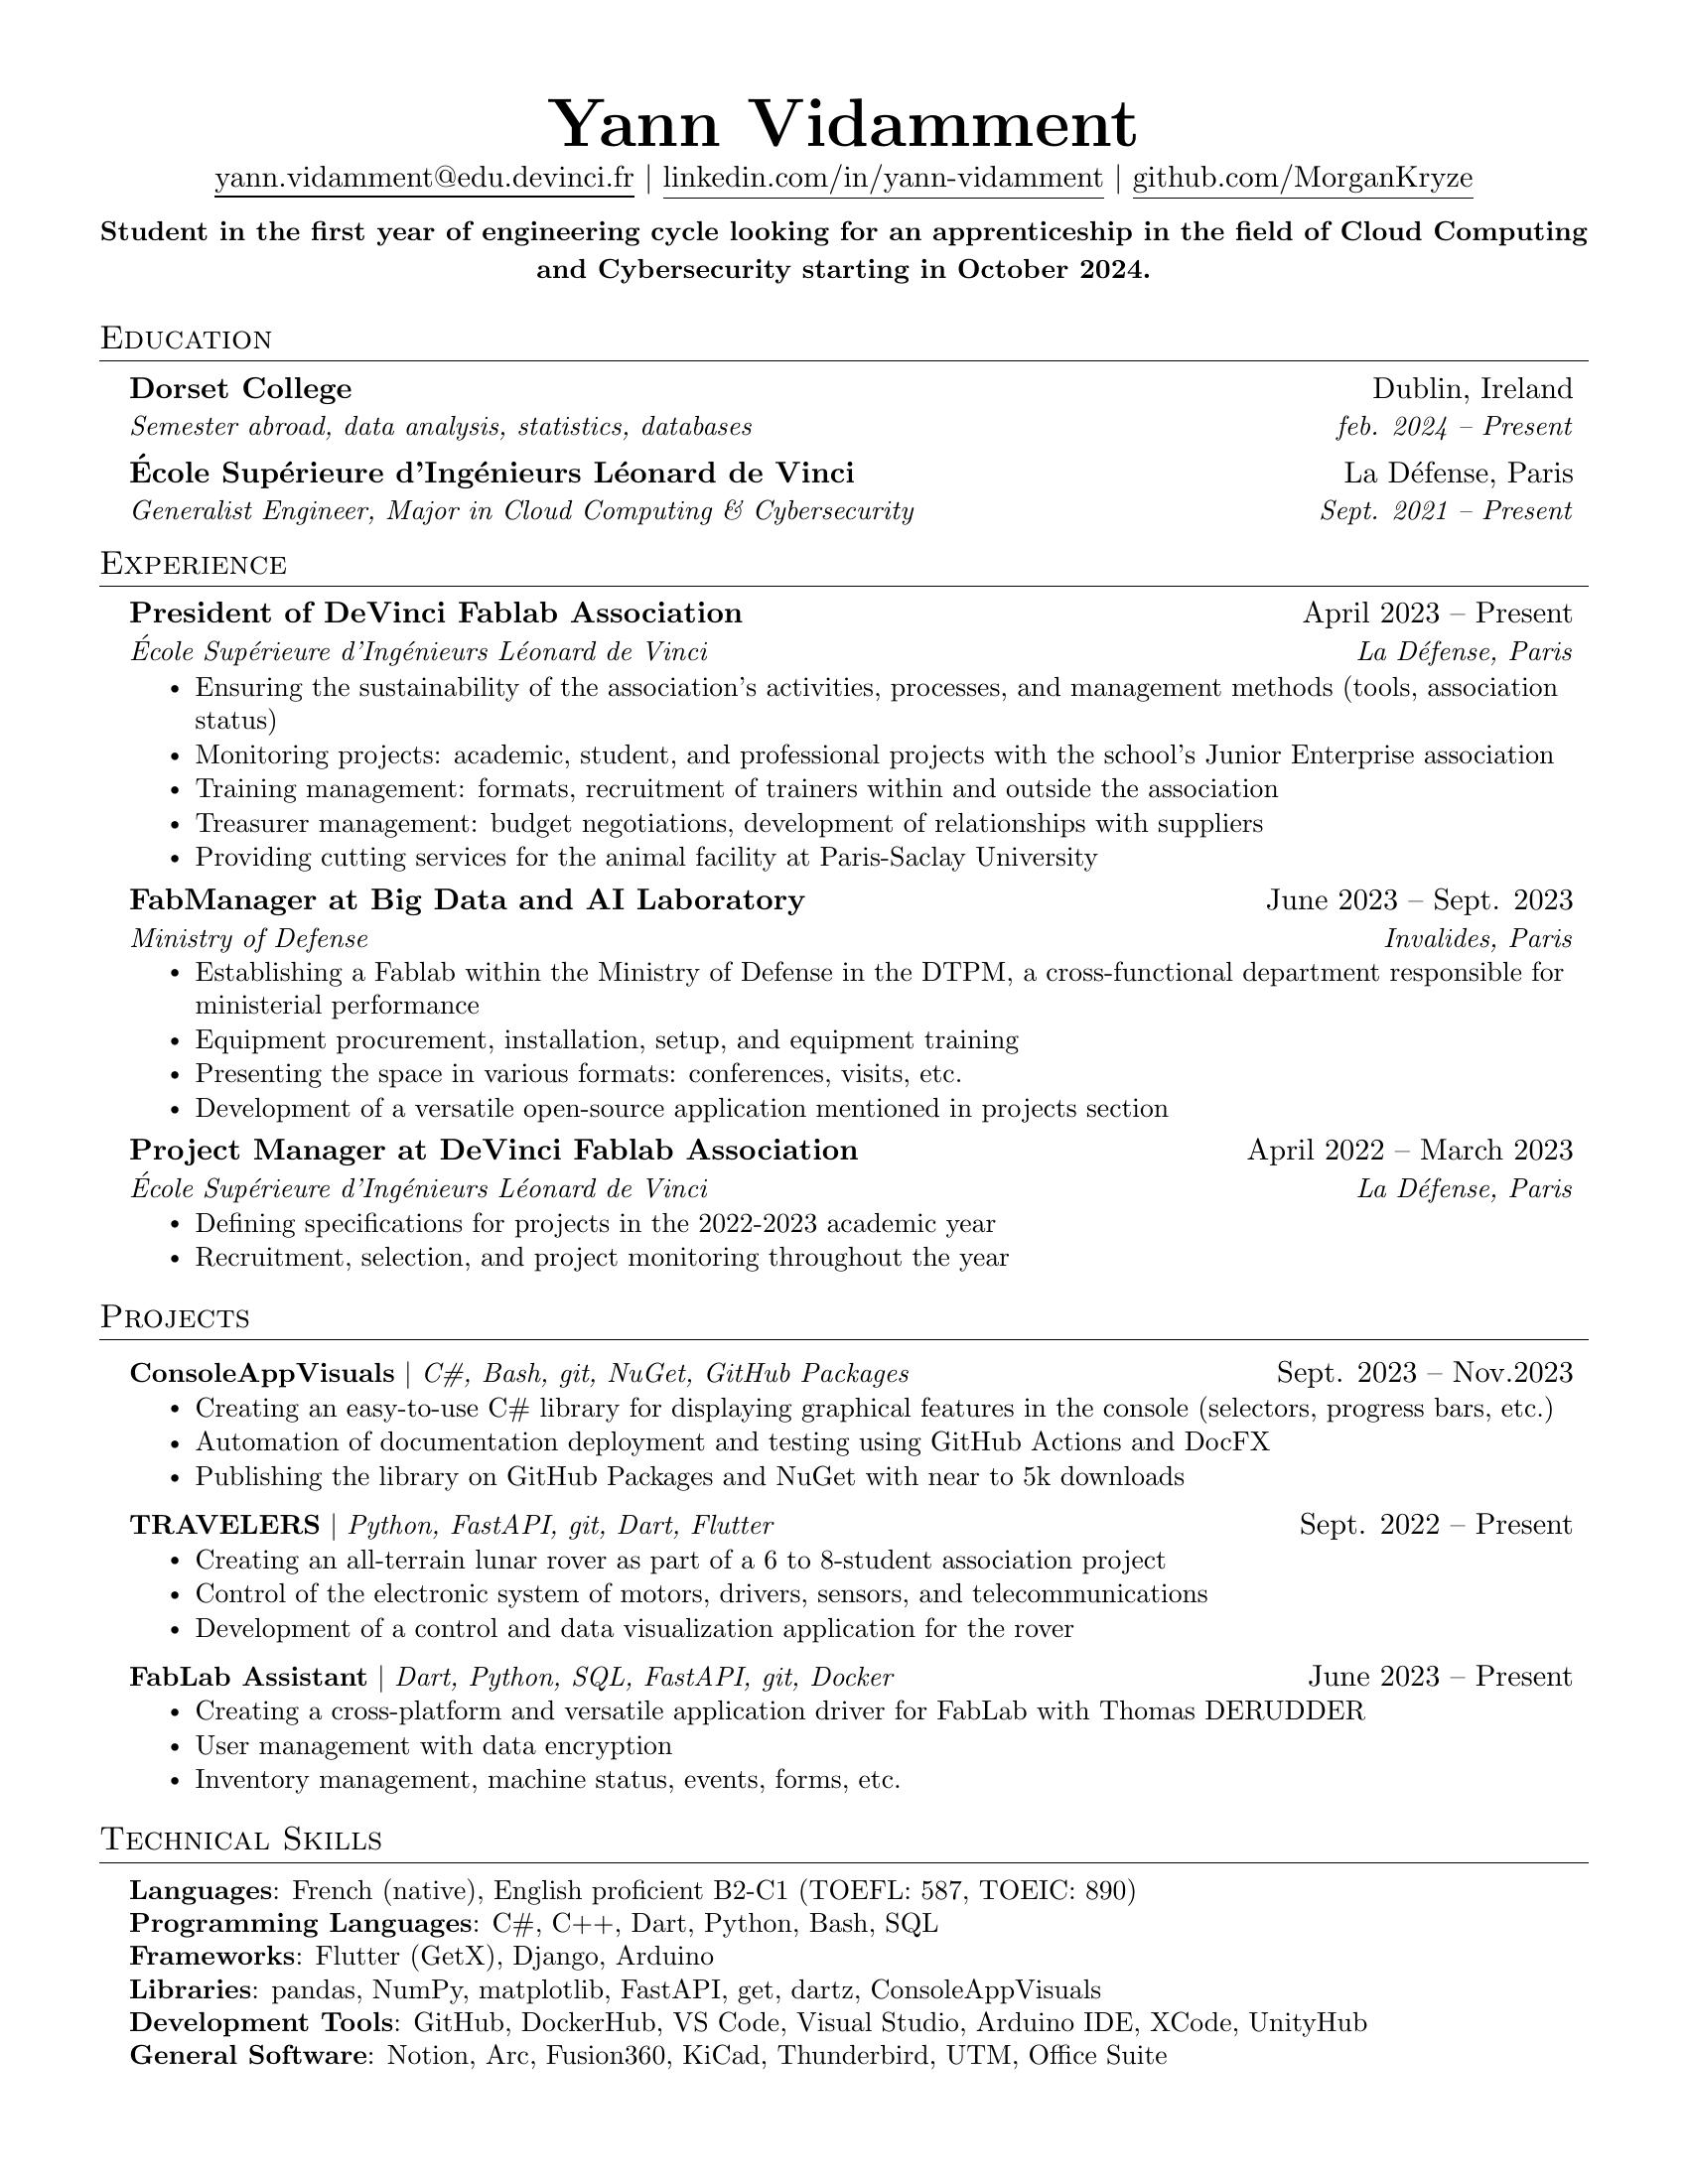 Yann Vidamment
yann.vidamment@edu.devinci.fr | linkedin.com/in/yann-vidamment | github.com/MorganKryze
Student in the first year of engineering cycle looking for an apprenticeship in the field of Cloud Computing
and Cybersecurity starting in October 2024.
Education
Dorset College Dublin, Ireland
Semester abroad, data analysis, statistics, databases feb. 2024 – Present
École Supérieure d'Ingénieurs Léonard de Vinci La Défense, Paris
Generalist Engineer, Major in Cloud Computing & Cybersecurity Sept. 2021 – Present
Experience
President of DeVinci Fablab Association April 2023 – Present
École Supérieure d'Ingénieurs Léonard de Vinci La Défense, Paris
• Ensuring the sustainability of the association's activities, processes, and management methods (tools, association
status)
• Monitoring projects: academic, student, and professional projects with the school's Junior Enterprise association
• Training management: formats, recruitment of trainers within and outside the association
• Treasurer management: budget negotiations, development of relationships with suppliers
• Providing cutting services for the animal facility at Paris-Saclay University
FabManager at Big Data and AI Laboratory June 2023 – Sept. 2023
Ministry of Defense Invalides, Paris
• Establishing a Fablab within the Ministry of Defense in the DTPM, a cross-functional department responsible for
ministerial performance
• Equipment procurement, installation, setup, and equipment training
• Presenting the space in various formats: conferences, visits, etc.
• Development of a versatile open-source application mentioned in projects section
Project Manager at DeVinci Fablab Association April 2022 – March 2023
École Supérieure d'Ingénieurs Léonard de Vinci La Défense, Paris
• Defining specifications for projects in the 2022-2023 academic year
• Recruitment, selection, and project monitoring throughout the year
Projects
ConsoleAppVisuals | C#, Bash, git, NuGet, GitHub Packages Sept. 2023 – Nov.2023
• Creating an easy-to-use C# library for displaying graphical features in the console (selectors, progress bars, etc.)
• Automation of documentation deployment and testing using GitHub Actions and DocFX
• Publishing the library on GitHub Packages and NuGet with near to 5k downloads
TRAVELERS | Python, FastAPI, git, Dart, Flutter Sept. 2022 – Present
• Creating an all-terrain lunar rover as part of a 6 to 8-student association project
• Control of the electronic system of motors, drivers, sensors, and telecommunications
• Development of a control and data visualization application for the rover
FabLab Assistant | Dart, Python, SQL, FastAPI, git, Docker June 2023 – Present
• Creating a cross-platform and versatile application driver for FabLab with Thomas DERUDDER
• User management with data encryption
• Inventory management, machine status, events, forms, etc.
Technical Skills
Languages: French (native), English proficient B2-C1 (TOEFL: 587, TOEIC: 890)
Programming Languages: C#, C++, Dart, Python, Bash, SQL
Frameworks: Flutter (GetX), Django, Arduino
Libraries: pandas, NumPy, matplotlib, FastAPI, get, dartz, ConsoleAppVisuals
Development Tools: GitHub, DockerHub, VS Code, Visual Studio, Arduino IDE, XCode, UnityHub
General Software: Notion, Arc, Fusion360, KiCad, Thunderbird, UTM, Office Suite